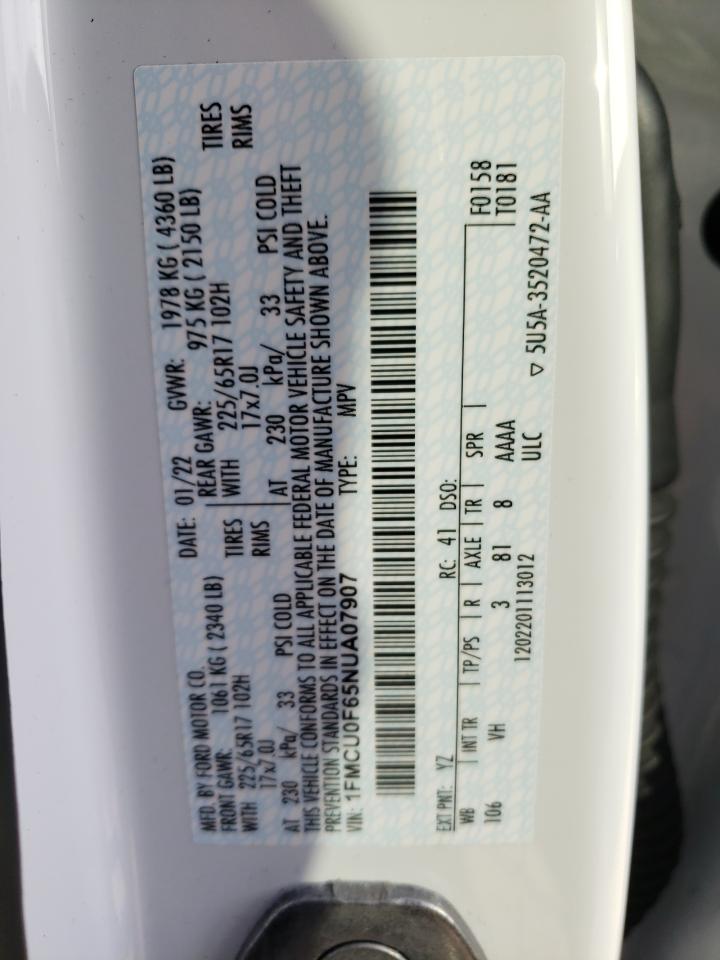 MFD. BY FORD MOTOR CO.
DATE: 01/22 GVWR: 1978 KG ( 4360 LB)
FRONT GAWR: 1061 KG ( 2340 LB) REAR GAWR: 975 KG ( 2150 LB)
WITH 225/65R17 102H TIRES WITH 225/65R17 102H TIRES
17x7.0J RIMS 17x7.0J RIMS
AT 230 kPa/ 33 PSI COLD AT 230 kPa/ 33 PSI COLD
THIS VEHICLE CONFORMS TO ALL APPLICABLE FEDERAL MOTOR VEHICLE SAFETY AND THEFT
PREVENTION STANDARDS IN EFFECT ON THE DATE OF MANUFACTURE SHOWN ABOVE.
VIN: 1FMCU0F65NUA07907 TYPE: MPV
EXT PNT: YZ RC: 41 DSO:
WB | INT TR | TP/PS | R | AXLE | TR | SPR | F0158
106 VH 3 81 8 AAAA T0181
1202201113012 ULC
▽ 5U5A-3520472-AA